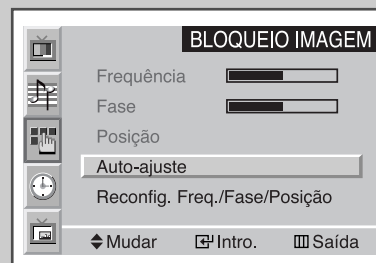 BLOQUEIO IMAGEM
Frequência
Fase
Posição
Auto-ajuste
Reconfig. Freq./Fase/Posição
Mudar Intro. Saída